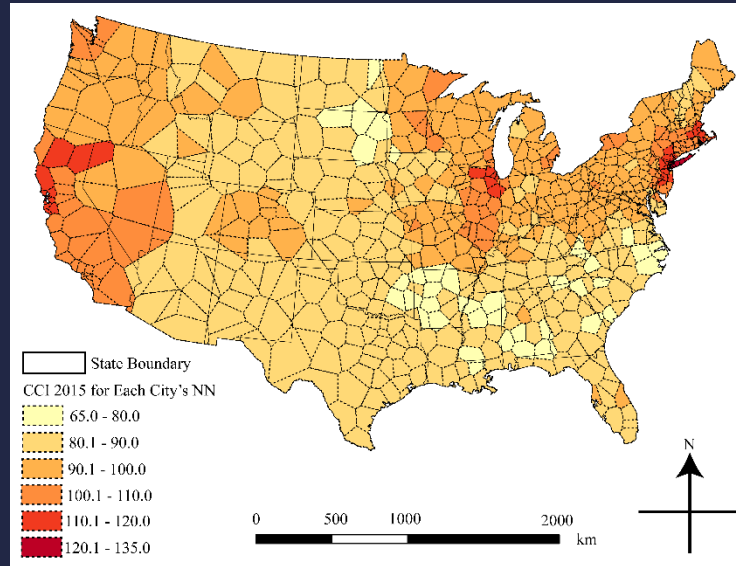 N
State Boundary
CCI 2015 for Each City's NN
65.0 - 80.0
80.1 - 90.0
90.1 - 100.0
100.1 - 110.0
110.1 - 120.0
120.1 - 135.0
0 500 1000 2000
km